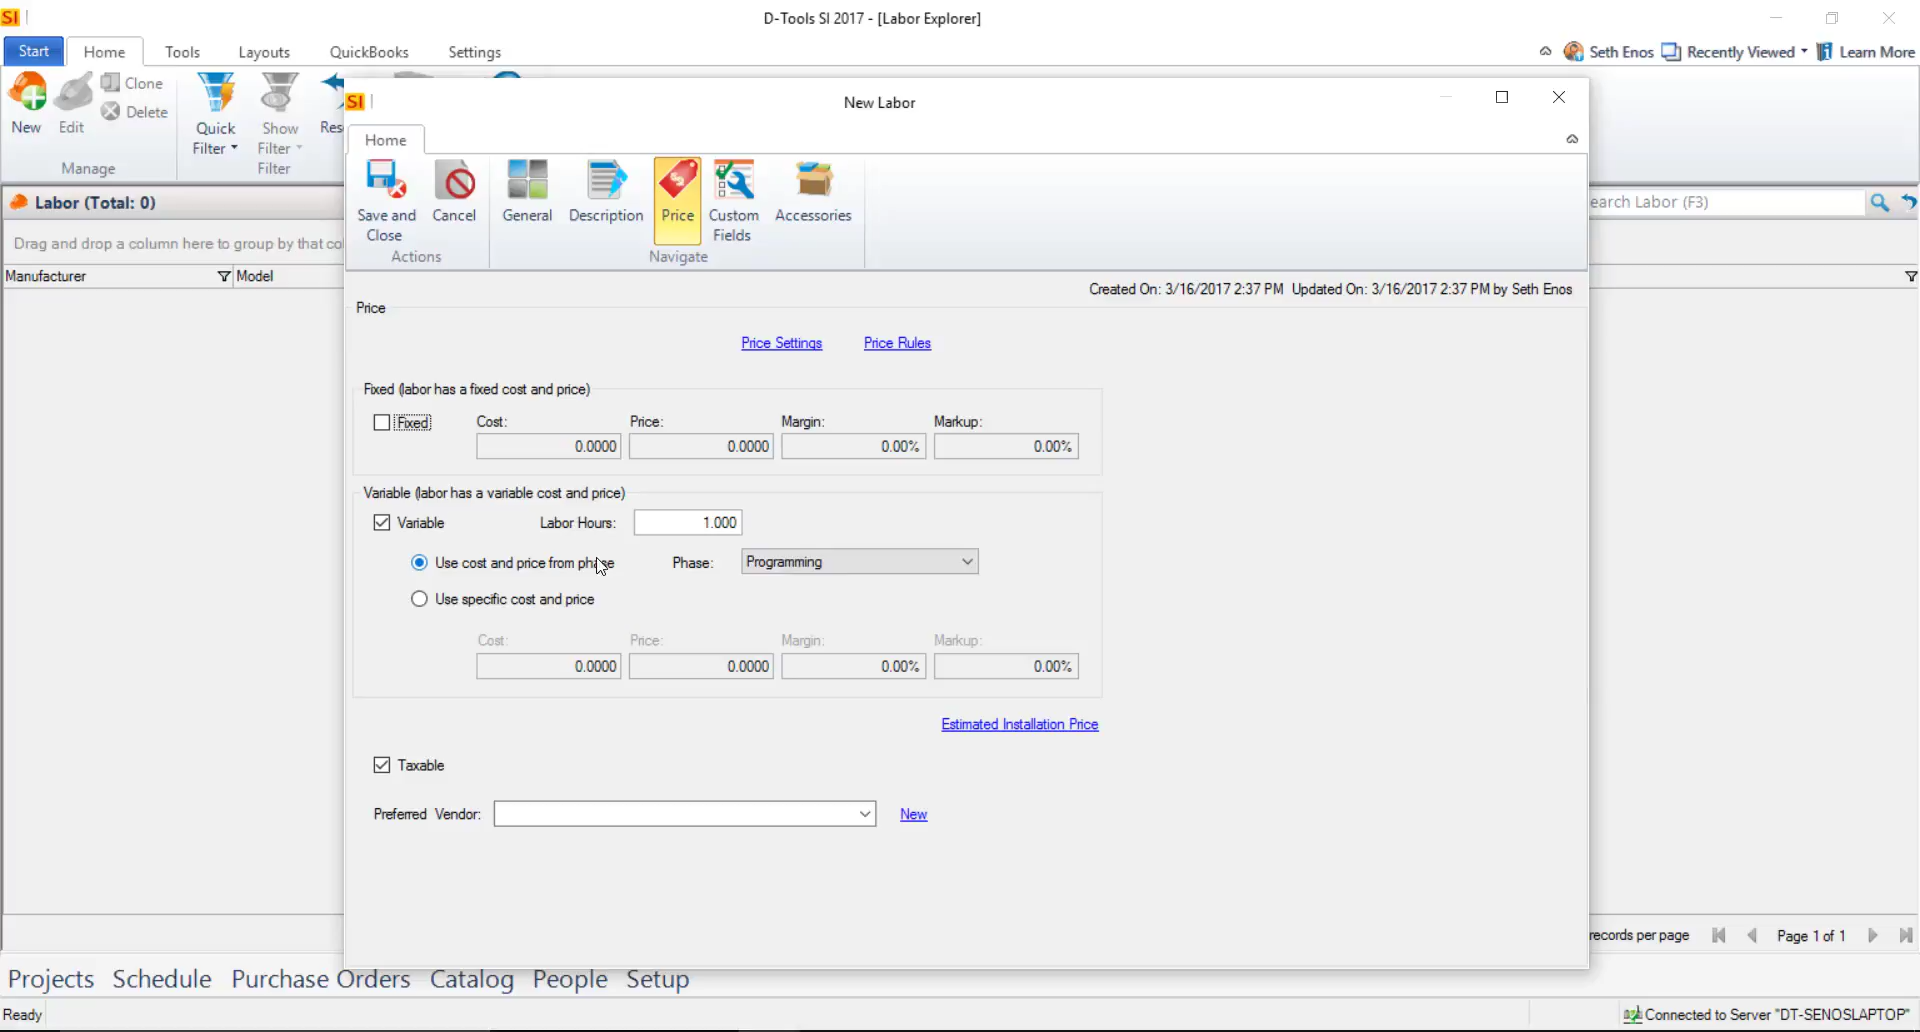 SI
D-Tools SI 2017 - [Labor Explorer]
Start Home Tools Layouts QuickBooks Settings
Seth Enos Recently Viewed Learn More
New Edit Clone Delete
Manage
Quick Filter Show Filter
Filter
Res
SI New Labor
Home
Save and Close Cancel
Actions
General Description Price Custom Fields Accessories
Navigate
Labor (Total: 0)
earch Labor (F3)
Drag and drop a column here to group by that co
Manufacturer Model
Created On: 3/16/2017 2:37 PM Updated On: 3/16/2017 2:37 PM by Seth Enos
Price
Price Settings Price Rules
Fixed (labor has a fixed cost and price)
Fixed Cost: Price: Margin: Markup:
0.0000 0.0000 0.00% 0.00%
Variable (labor has a variable cost and price)
Variable Labor Hours: 1.000
Use cost and price from phase Phase: Programming
Use specific cost and price
Cost: Price: Margin: Markup:
0.0000 0.0000 0.00% 0.00%
Estimated Installation Price
Taxable
Preferred Vendor: New
records per page Page 1 of 1
Projects Schedule Purchase Orders Catalog People Setup
Ready Connected to Server "DT-SENOSLAPTOP"